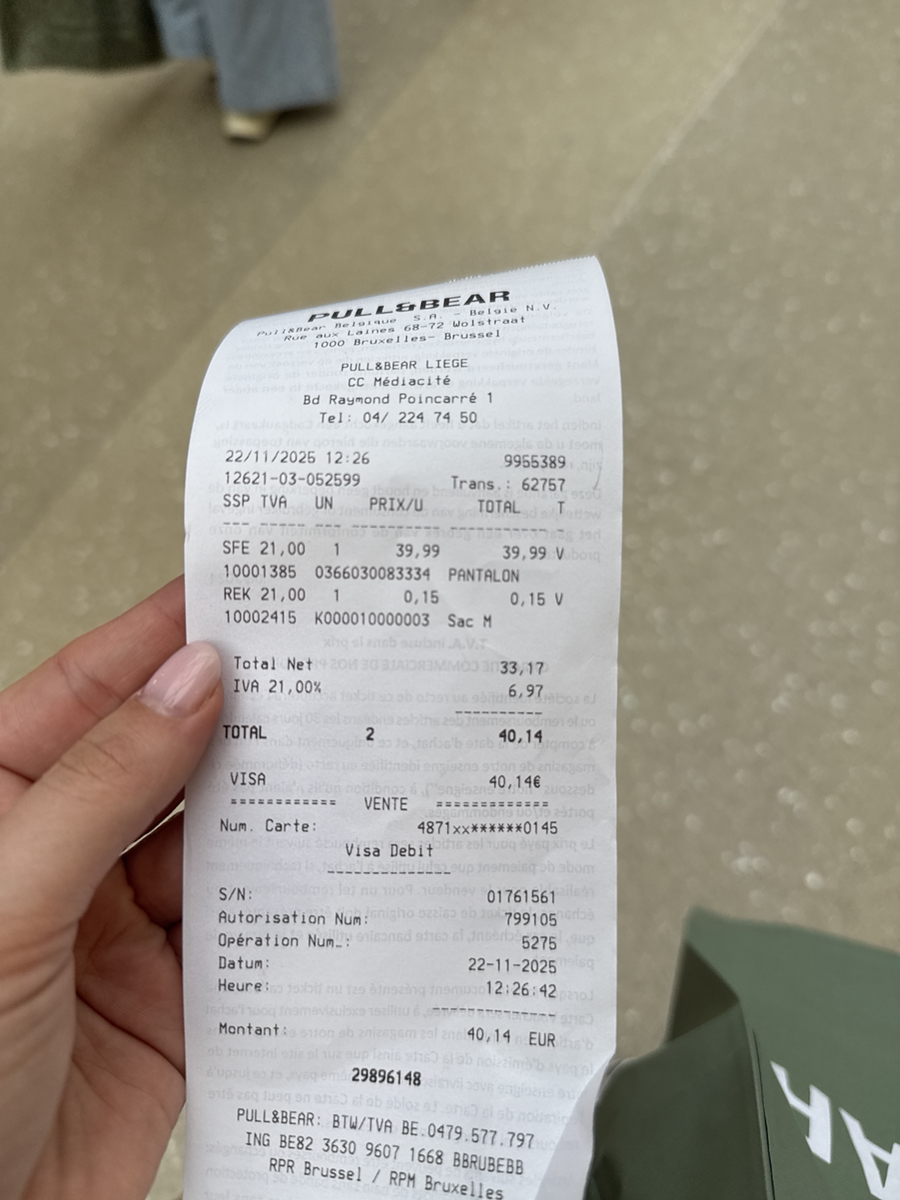 PULL&BEAR
Pull&Bear Belgique S.A. - Belgie N.V.
Rue aux Laines 68-72 Wolstraat
1000 Bruxelles- Brussel
PULL&BEAR LIEGE
CC Médiacité
Bd Raymond Poincarré 1
Tel: 04/ 224 74 50
22/11/2025 12:26 9955389
12621-03-052599 Trans.: 62757
SSP TVA UN PRIX/U TOTAL T
--- ---- --- ---------- ---------- ---
SFE 21,00 1 39,99 39,99 V
10001385 0366030083334 PANTALON
REK 21,00 1 0,15 0,15 V
10002415 K000010000003 Sac M
Total Net 33,17
IVA 21,00% 6,97
----------
TOTAL 2 40,14
VISA 40,14€
============ VENTE =============
Num. Carte: 4871xx******0145
Visa Debit
--------------
S/N: 01761561
Autorisation Num: 799105
Opération Num_: 5275
Datum: 22-11-2025
Heure: 12:26:42
--------------
Montant: 40,14 EUR
29896148
PULL&BEAR: BTW/TVA BE.0479.577.797
ING BE82 3630 9607 1668 BBRUBEBB
RPR Brussel / RPM Bruxelles